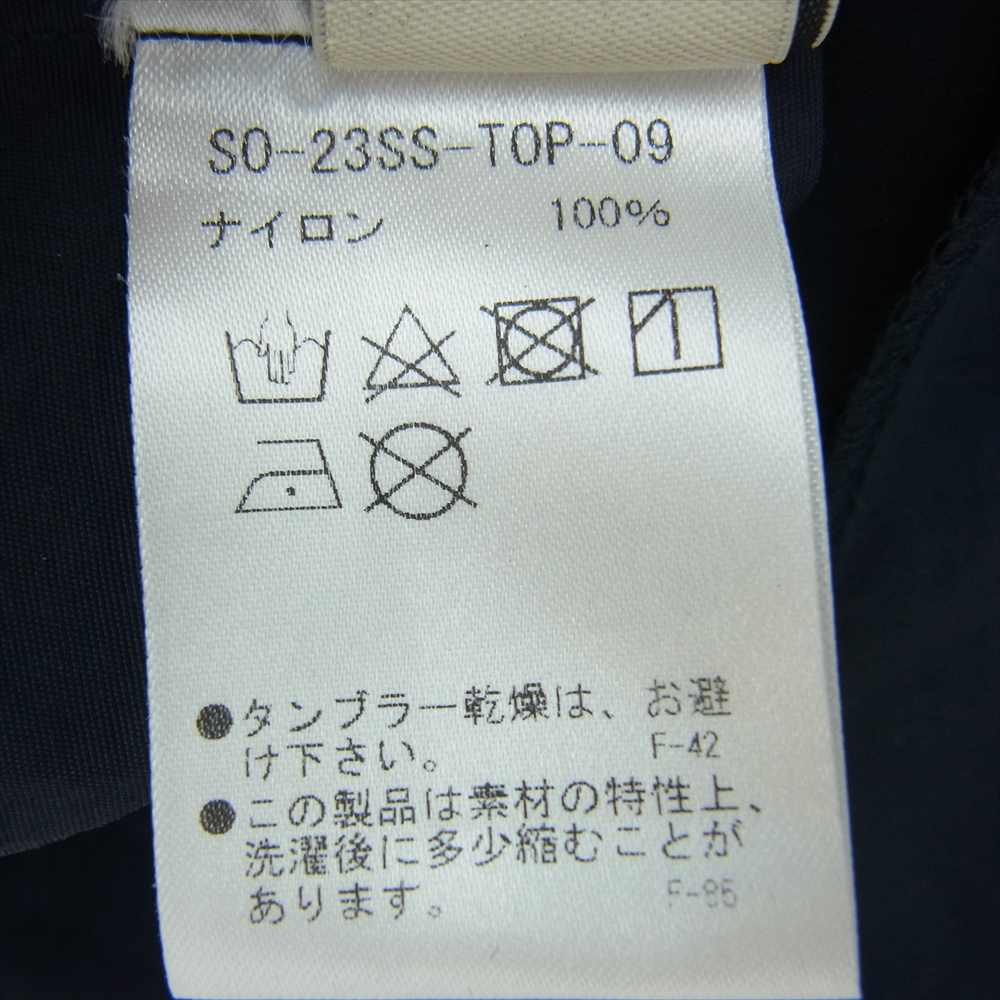 SO-23SS-TOP-09
ナイロン 100%
●タンブラー乾燥は、お避
け下さい。 F-42
●この製品は素材の特性上、
洗濯後に多少縮むことが
あります。 F-85